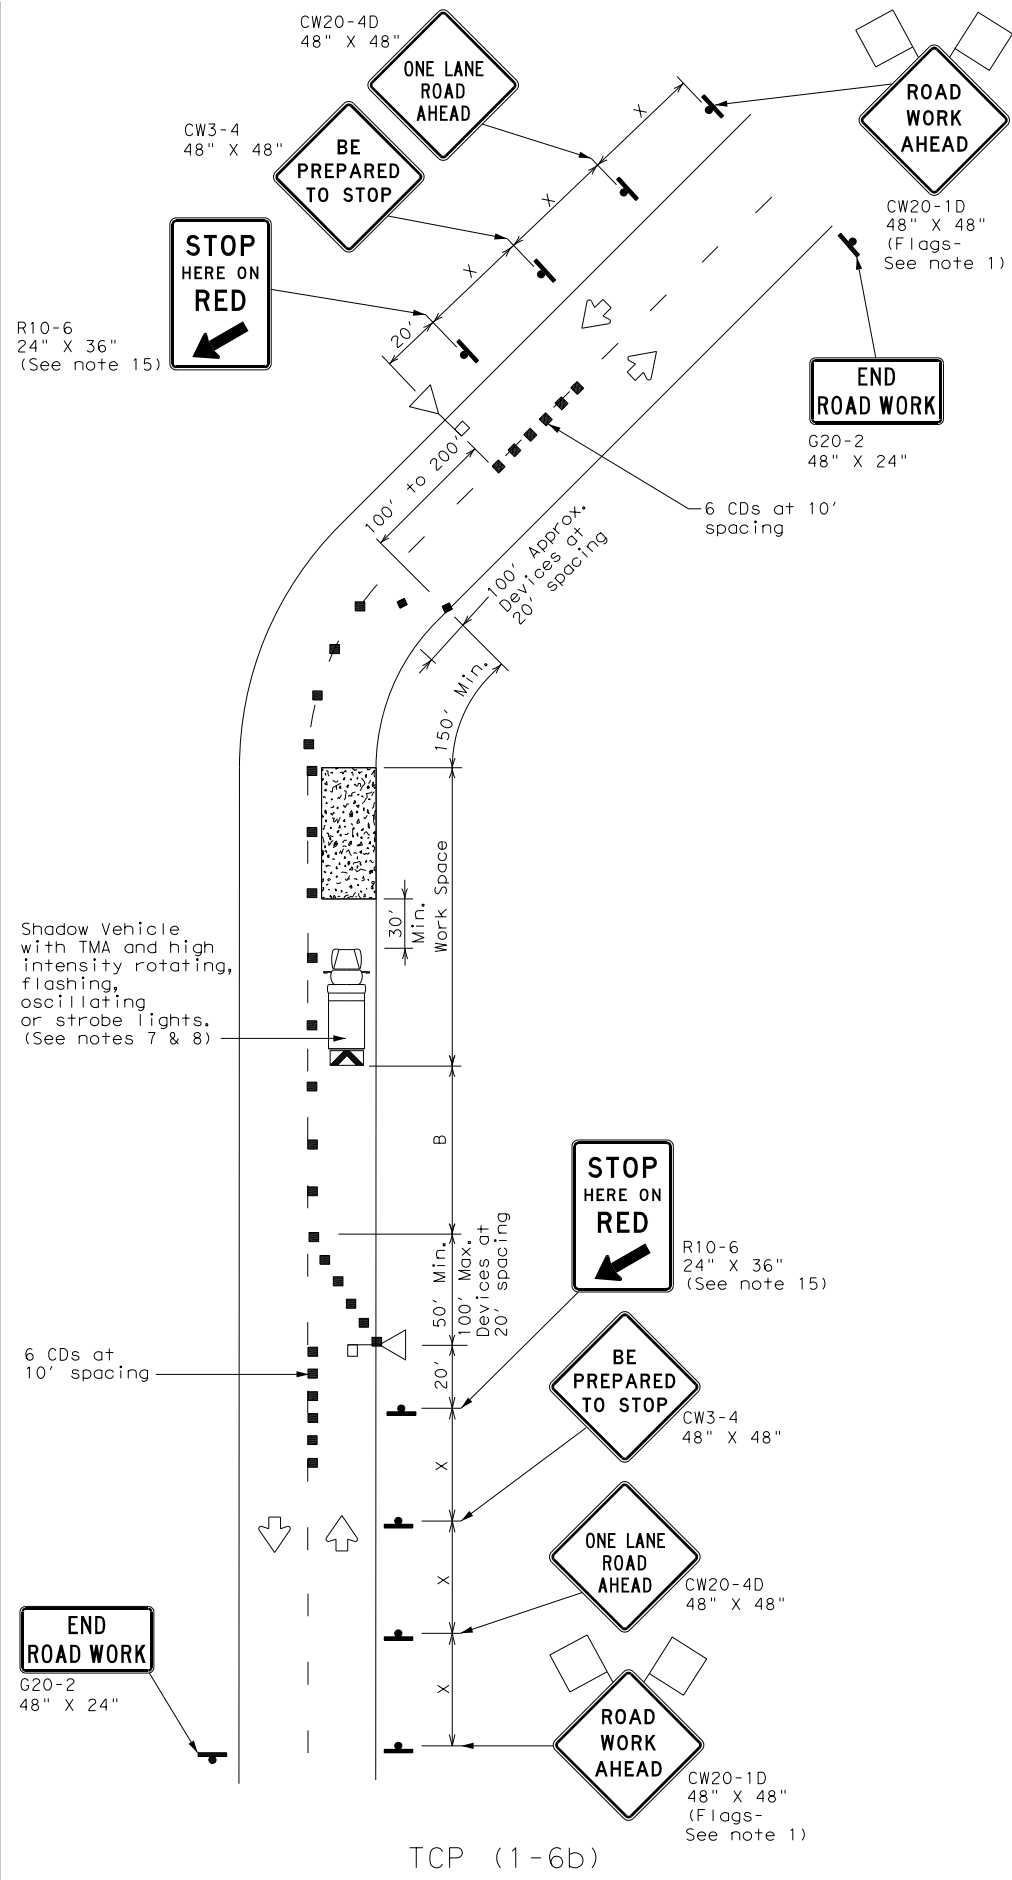 CW20-4D
48" X 48"
ONE LANE
ROAD
AHEAD
ROAD
WORK
AHEAD
CW20-1D
48" X 48"
(Flags-
See note 1)
CW3-4
48" X 48"
BE
PREPARED
TO STOP
STOP
HERE ON
RED
R10-6
24" X 36"
(See note 15)
X
X
X
20'
END
ROAD WORK
G20-2
48" X 24"
100' to 200'
6 CDs at 10'
spacing
100' Approx.
Devices at
20' spacing
150' Min.
Work Space
30'
Min.
Shadow Vehicle
with TMA and high
intensity rotating,
flashing,
oscillating
or strobe lights.
(See notes 7 & 8)
B
50' Min.
100' Max.
Devices at
20' spacing
STOP
HERE ON
RED
R10-6
24" X 36"
(See note 15)
6 CDs at
10' spacing
20'
BE
PREPARED
TO STOP
CW3-4
48" X 48"
X
ONE LANE
ROAD
AHEAD
CW20-4D
48" X 48"
X
END
ROAD WORK
G20-2
48" X 24"
X
ROAD
WORK
AHEAD
CW20-1D
48" X 48"
(Flags-
See note 1)
TCP (1-6b)